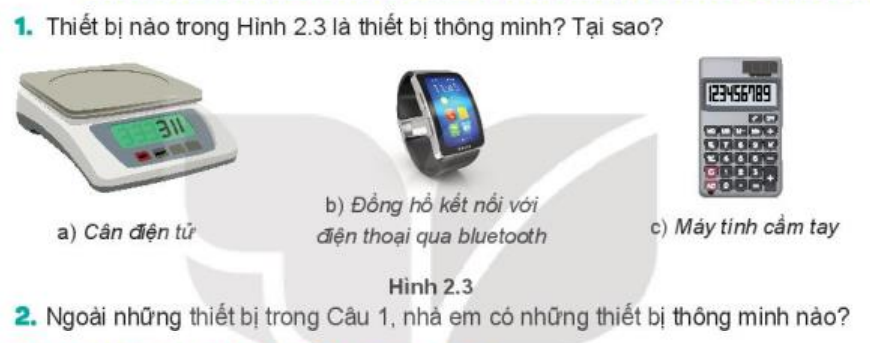 1. Thiết bị nào trong Hình 2.3 là thiết bị thông minh? Tại sao?
311
123456789
a) Cân điện tử
b) Đồng hồ kết nối với
điện thoại qua bluetooth
c) Máy tính cầm tay
Hình 2.3
2. Ngoài những thiết bị trong Câu 1, nhà em có những thiết bị thông minh nào?